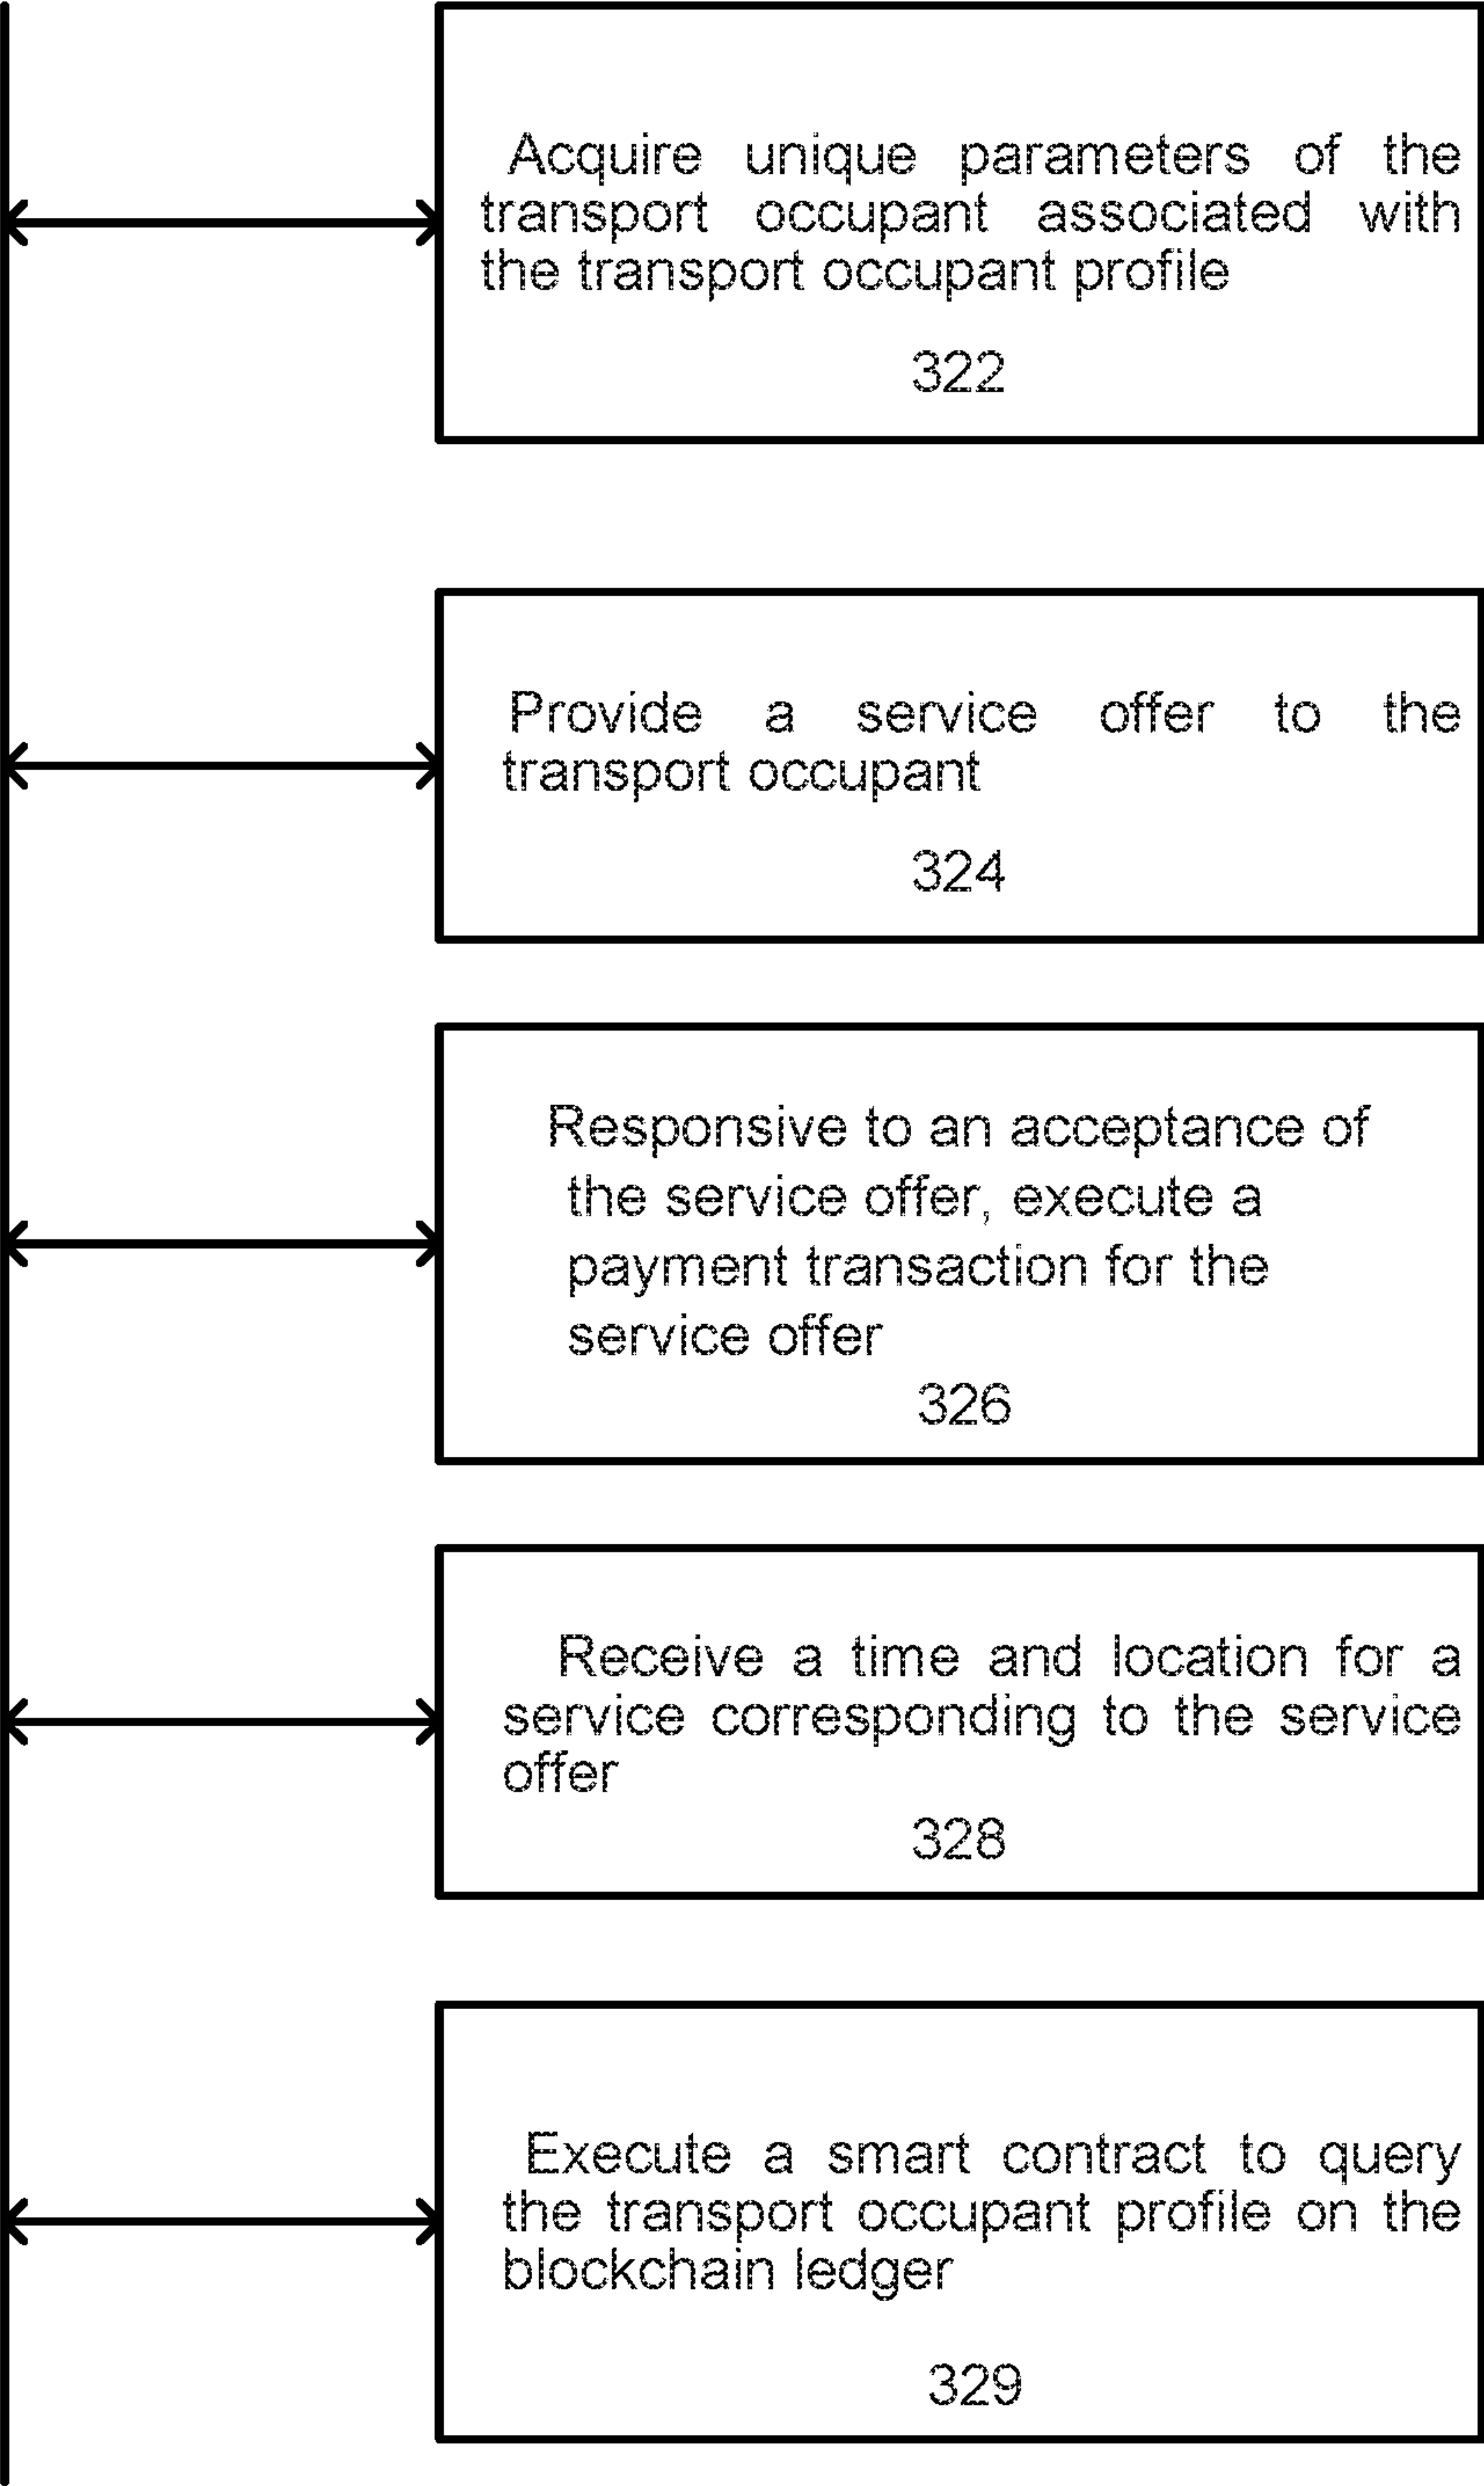 Acquire unique parameters of the
transport occupant associated with
the transport occupant profile
322
Provide a service offer to the
transport occupant
324
Responsive to an acceptance of
the service offer, execute a
payment transaction for the
service offer
326
Receive a time and location for a
service corresponding to the service
offer
328
Execute a smart contract to query
the transport occupant profile on the
blockchain ledger
329